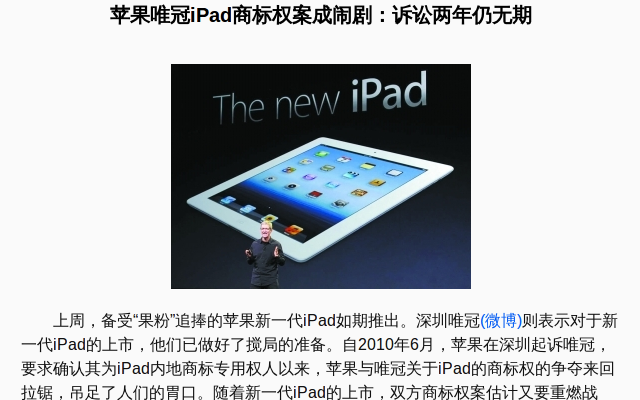 苹果唯冠iPad商标权案成闹剧：诉讼两年仍无期
The new iPad
上周，备受“果粉”追捧的苹果新一代iPad如期推出。深圳唯冠(微博)则表示对于新
一代iPad的上市，他们已做好了搅局的准备。自2010年6月，苹果在深圳起诉唯冠，
要求确认其为iPad内地商标专用权人以来，苹果与唯冠关于iPad的商标权的争夺来回
拉锯，吊足了人们的胃口。随着新一代iPad的上市，双方商标权案估计又要重燃战